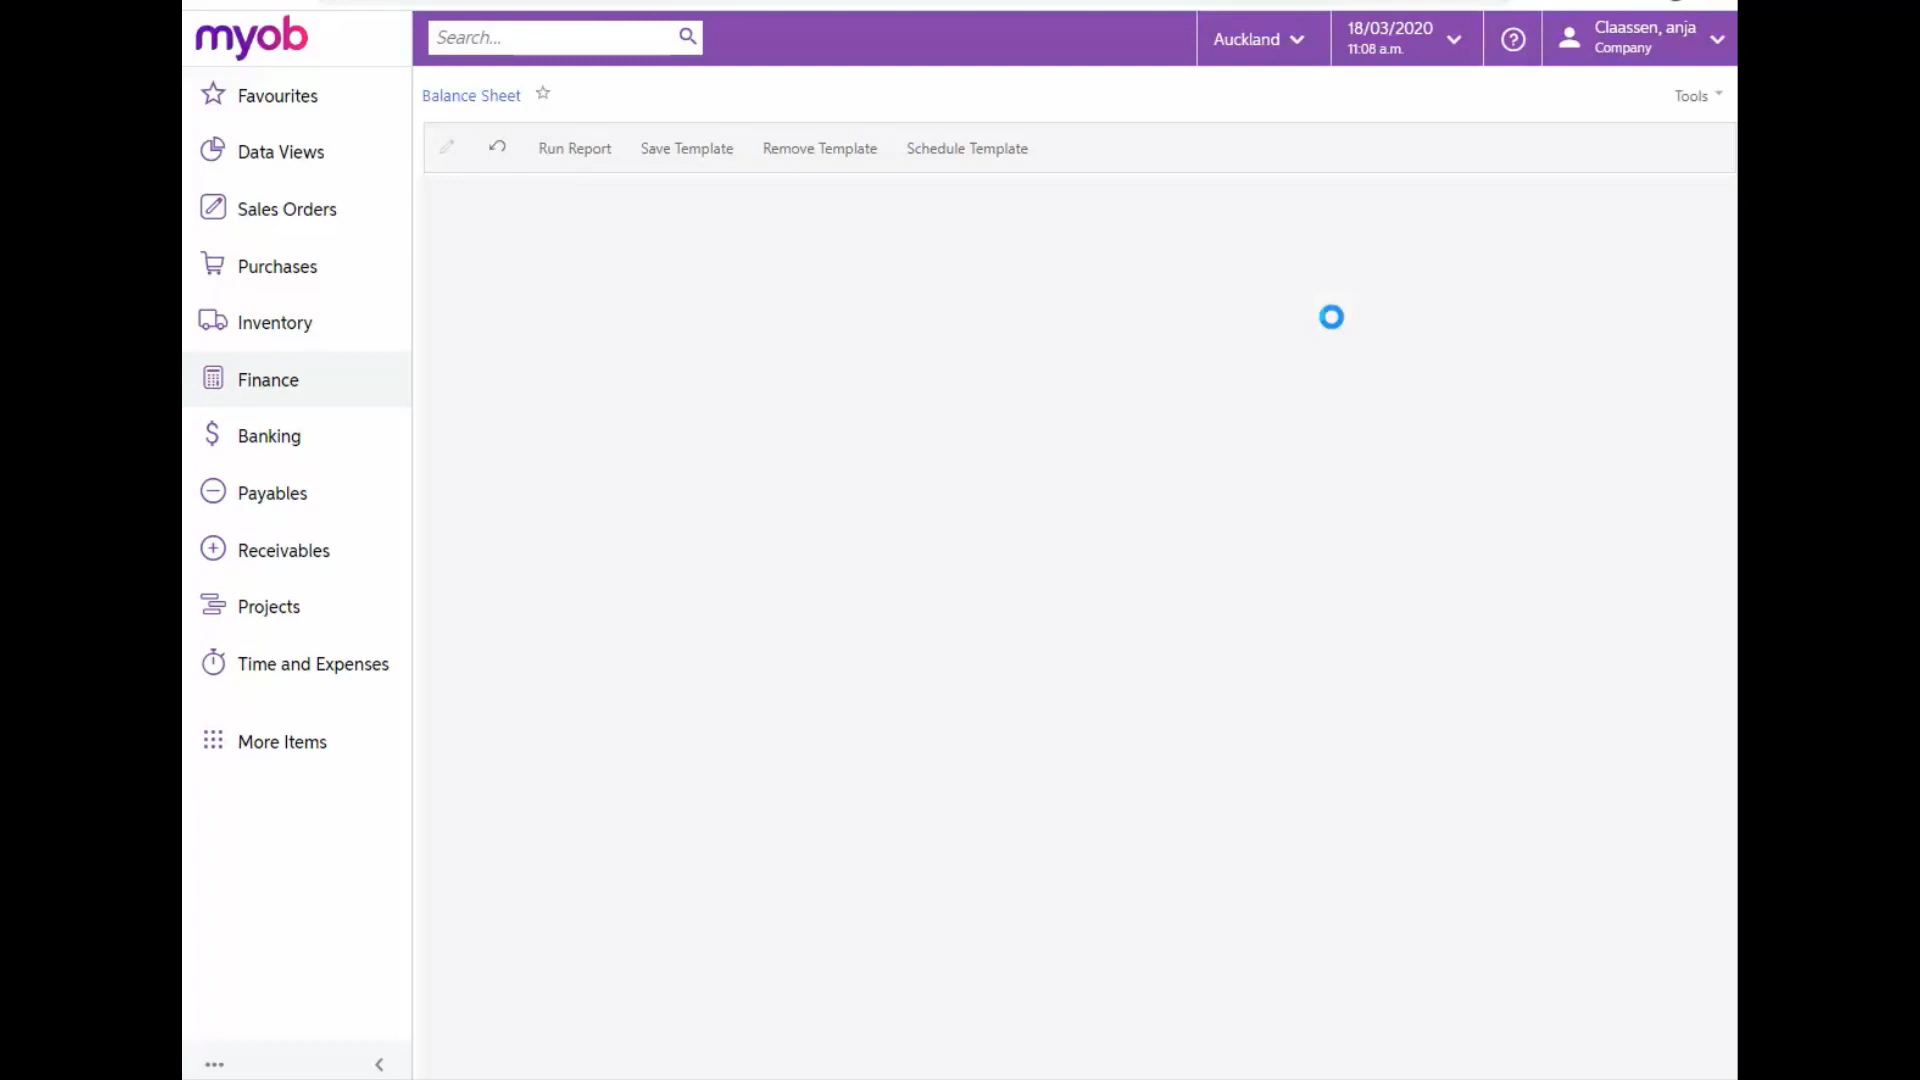 myob
Search...
Auckland
18/03/2020
11:08 a.m.
Claassen, anja
Company
Favourites
Data Views
Sales Orders
Purchases
Inventory
Finance
Banking
Payables
Receivables
Projects
Time and Expenses
More Items
Balance Sheet
Tools
Run Report
Save Template
Remove Template
Schedule Template